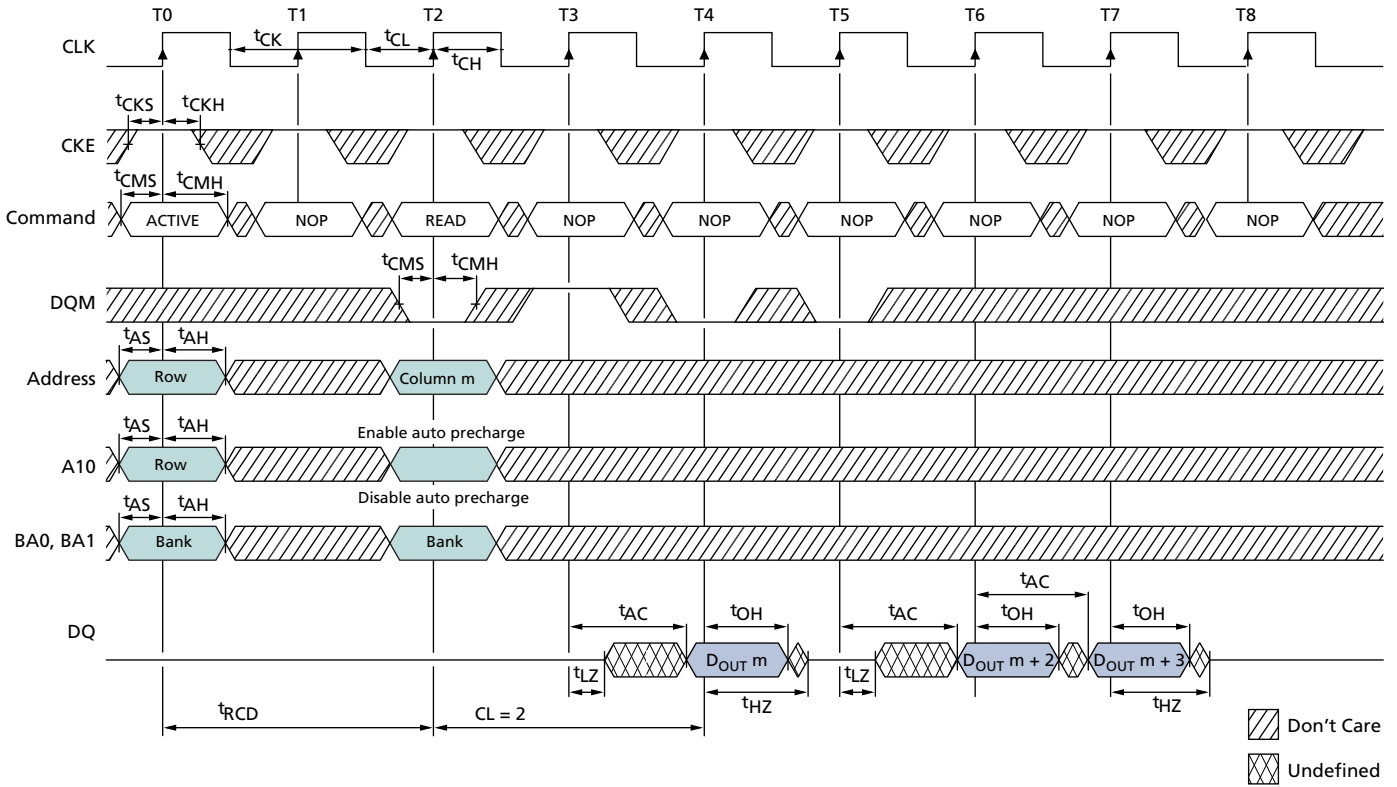 T0 T1 T2 T3 T4 T5 T6 T7 T8
CLK
tCK tCL
tCH
tCKS tCKH
CKE
tCMS tCMH
Command ACTIVE NOP READ NOP NOP NOP NOP NOP NOP
tCMS tCMH
DQM
tAS tAH
Address Row Column m
tAS tAH Enable auto precharge
A10 Row
tAS tAH Disable auto precharge
BA0, BA1 Bank Bank
tAC
tAC tOH tAC tOH tOH
DQ
DOUT m DOUT m + 2 DOUT m + 3
tLZ tLZ
tHZ tHZ
tRCD CL = 2
Don't Care
Undefined